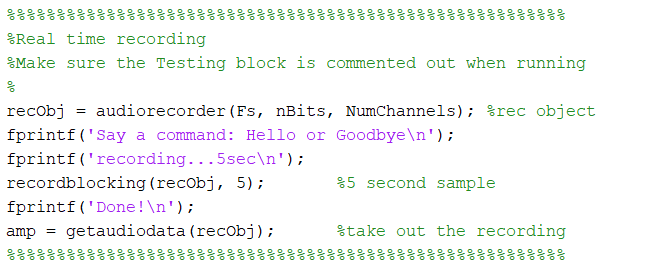 %%%%%%%%%%%%%%%%%%%%%%%%%%%%%%%%%%%%%%%%%%%%%%%%%%%%%%%%
%Real time recording
%Make sure the Testing block is commented out when running
%
recObj = audiorecorder(Fs, nBits, NumChannels); %rec object
fprintf('Say a command: Hello or Goodbye\n');
fprintf('recording...5sec\n');
recordblocking(recObj, 5);       %5 second sample
fprintf('Done!\n');
amp = getaudiodata(recObj);      %take out the recording
%%%%%%%%%%%%%%%%%%%%%%%%%%%%%%%%%%%%%%%%%%%%%%%%%%%%%%%%